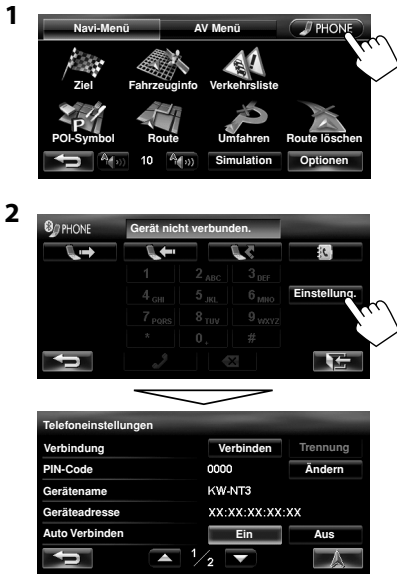 1
Navi-Menü AV Menü PHONE
Ziel Fahrzeuginfo Verkehrsliste
P
POI-Symbol Route Umfahren Route löschen
A 10 A Simulation Optionen
2
PHONE Gerät nicht verbunden.
1 2 ABC 3 DEF
4 GHI 5 JKL 6 MNO Einstellung.
7 PQRS 8 TUV 9 WXYZ
* 0 . #
Telefoneinstellungen
Verbindung Verbinden Trennung
PIN-Code 0000 Ändern
Gerätename KW-NT3
Geräteadresse XX:XX:XX:XX:XX
Auto Verbinden Ein Aus
1/2